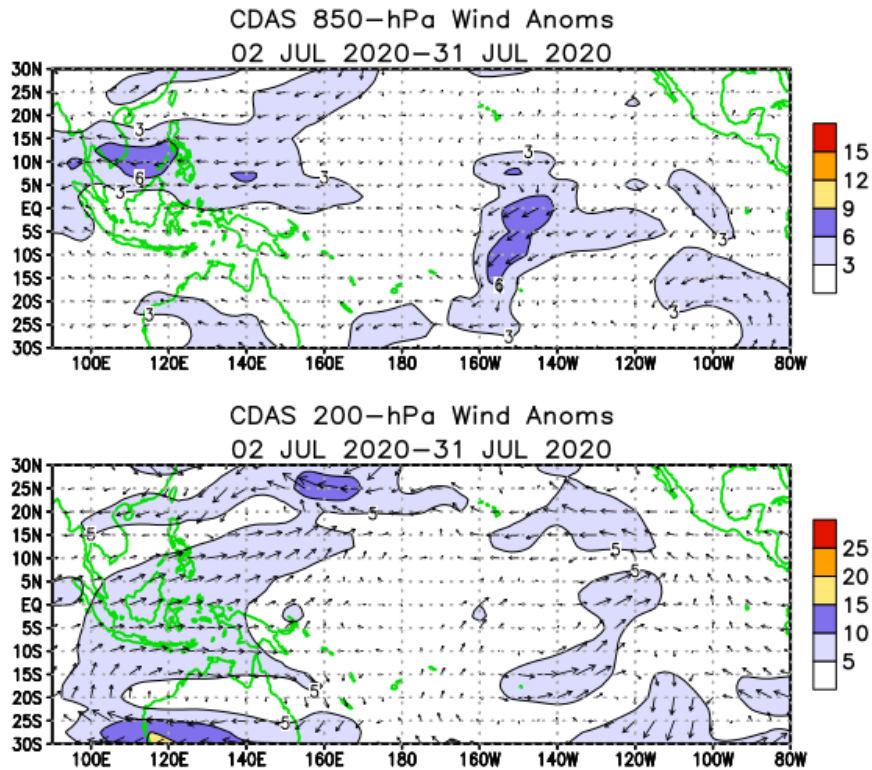 CDAS 850-hPa Wind Anoms
02 JUL 2020-31 JUL 2020
30N
25N
20N
15N
10N
5N
EQ
5S
10S
15S
20S
25S
30S
3
6
3
3
3
3
3
6
3
3
3
100E 120E 140E 160E 180 160W 140W 120W 100W 80W
15
12
9
6
3
CDAS 200-hPa Wind Anoms
02 JUL 2020-31 JUL 2020
30N
25N
20N
15N
10N
5N
EQ
5S
10S
15S
20S
25S
30S
5
5
5
5
5
5
100E 120E 140E 160E 180 160W 140W 120W 100W 80W
25
20
15
10
5